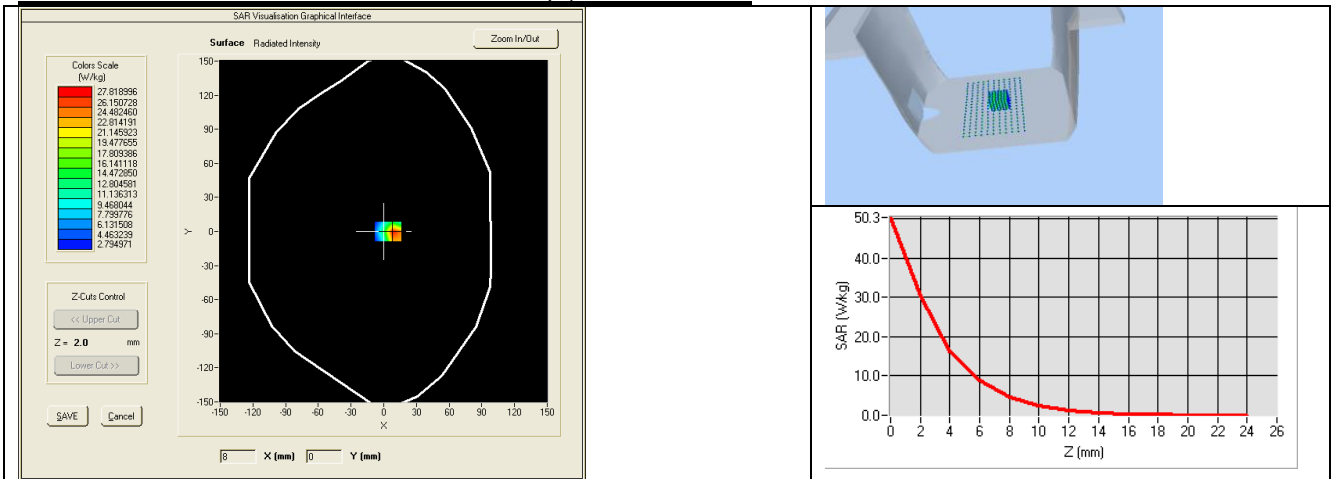 SAR Visualisation Graphical Interface
Surface Radiated Intensity
Zoom In/Out
Colors Scale
(W/kg)
27.818996
26.150728
24.482460
22.814191
21.145923
19.477655
17.809386
16.141118
14.472850
12.804581
11.136313
9.468044
7.799776
6.131508
4.463239
2.794971
Z-Cuts Control
<< Upper Cut
Z = 2.0 mm
Lower Cut >>
SAVE Cancel
150-
120-
90-
60-
30-
0-
-30-
-60-
-90-
-120-
-150-
Y
-150 -120 -90 -60 -30 0 30 60 90 120 150
X
8 X (mm) 0 Y (mm)
50.3-
40.0-
30.0-
20.0-
10.0-
0.0-
SAR (W/kg)
0 2 4 6 8 10 12 14 16 18 20 22 24 26
Z (mm)